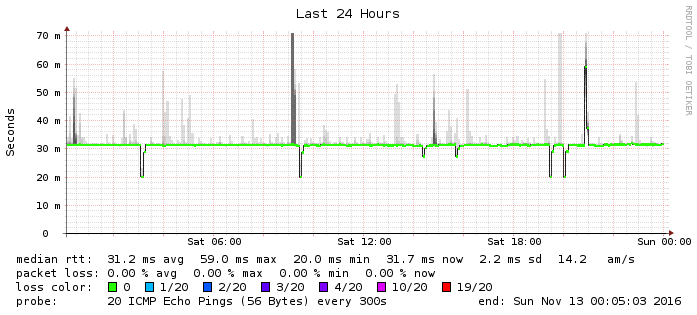 Last 24 Hours
RRDTOOL / TOBI OETIKER
Seconds
70 m
60 m
50 m
40 m
30 m
20 m
10 m
0
Sat 06:00 Sat 12:00 Sat 18:00 Sun 00:00
median rtt: 31.2 ms avg 59.0 ms max 20.0 ms min 31.7 ms now 2.2 ms sd 14.2 am/s
packet loss: 0.00 % avg 0.00 % max 0.00 % min 0.00 % now
loss color: 0 1/20 2/20 3/20 4/20 10/20 19/20
probe: 20 ICMP Echo Pings (56 Bytes) every 300s end: Sun Nov 13 00:05:03 2016